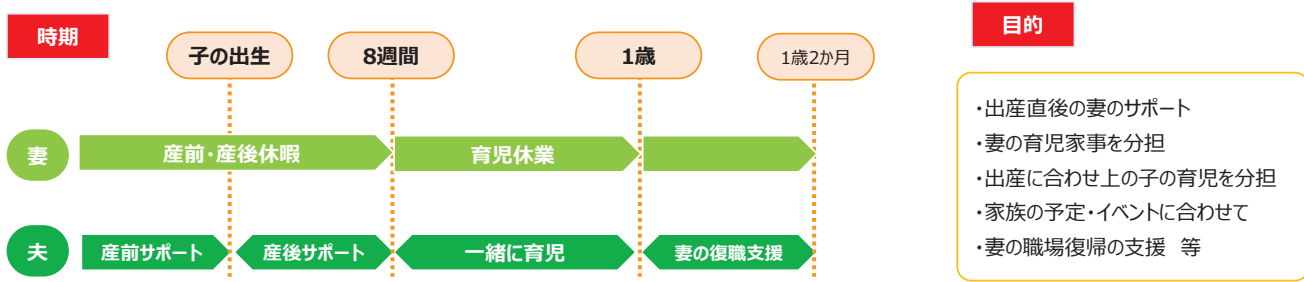 時期
目的
子の出生
8週間
1歳
1歳2か月
妻
産前・産後休暇
育児休業
夫
産前サポート
産後サポート
一緒に育児
妻の復職支援
・出産直後の妻のサポート
・妻の育児家事を分担
・出産に合わせ上の子の育児を分担
・家族の予定・イベントに合わせて
・妻の職場復帰の支援 等